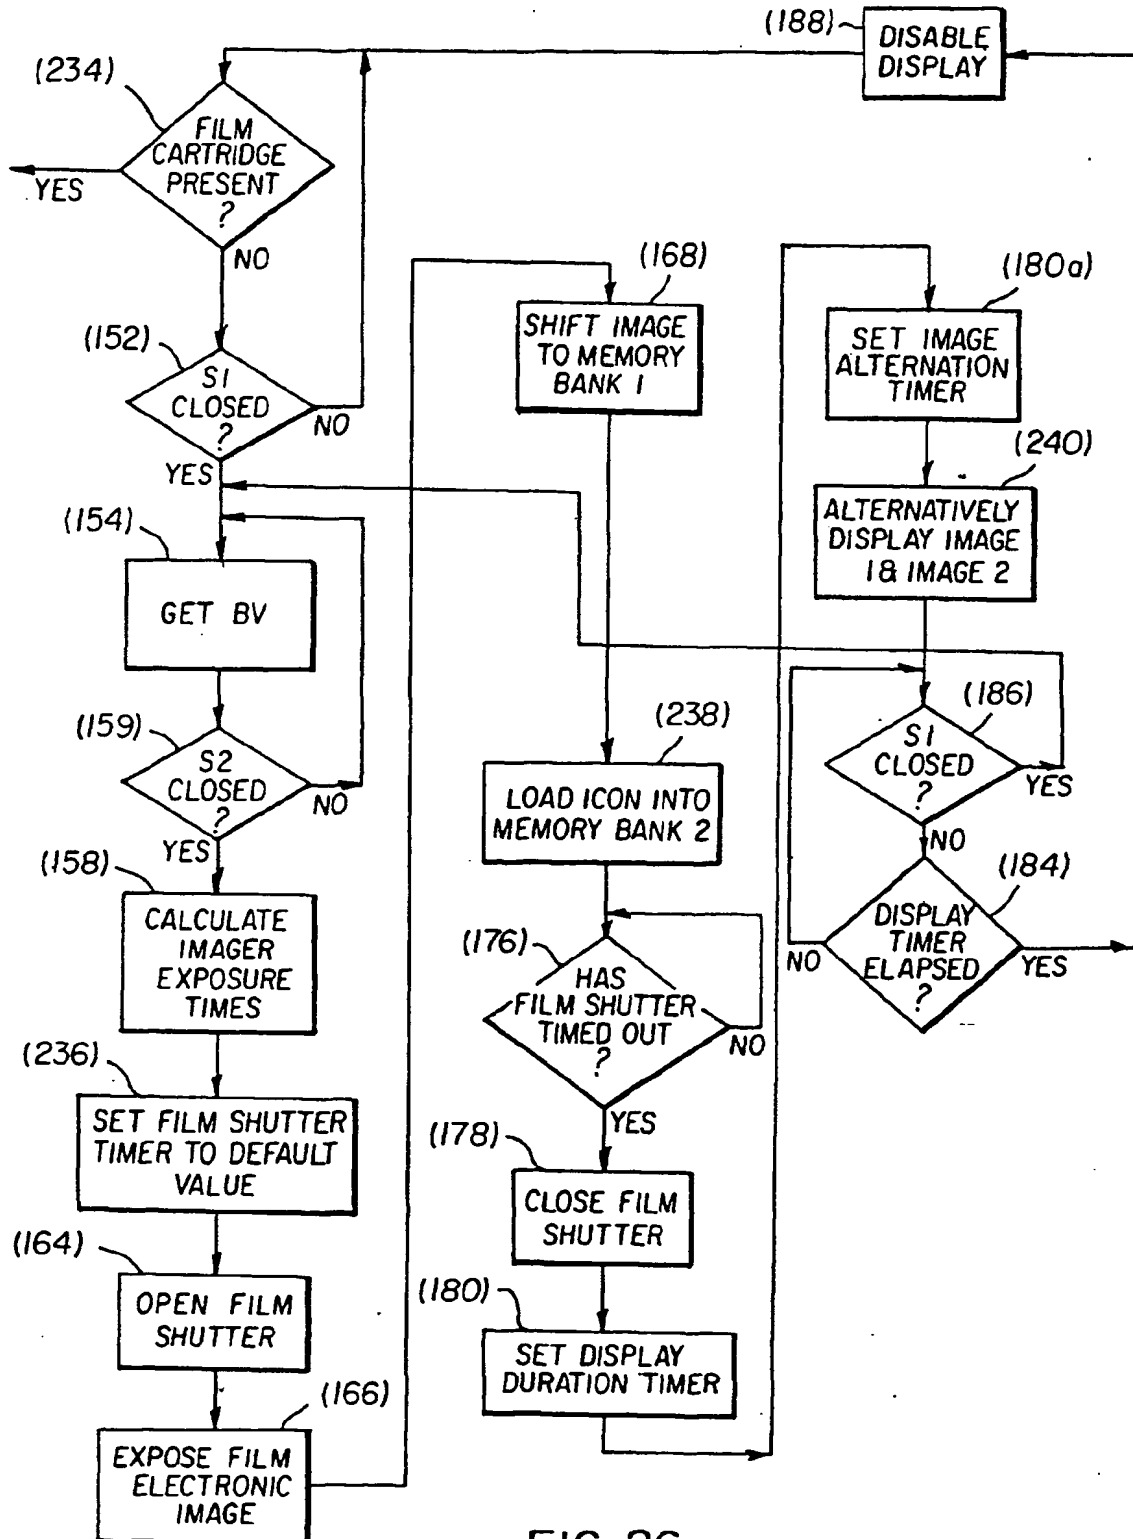 (188)
DISABLE
DISPLAY
(234)
FILM
CARTRIDGE
PRESENT
?
YES
NO
(152)
S1
CLOSED
?
NO
YES
(154)
GET BV
(159)
S2
CLOSED
?
NO
YES
(158)
CALCULATE
IMAGER
EXPOSURE
TIMES
(236)
SET FILM SHUTTER
TIMER TO DEFAULT
VALUE
(164)
OPEN FILM
SHUTTER
(166)
EXPOSE FILM
ELECTRONIC
IMAGE
(168)
SHIFT IMAGE
TO MEMORY
BANK 1
(238)
LOAD ICON INTO
MEMORY BANK 2
(176)
HAS
FILM SHUTTER
TIMED OUT
?
NO
YES
(178)
CLOSE FILM
SHUTTER
(180)
SET DISPLAY
DURATION TIMER
(180a)
SET IMAGE
ALTERNATION
TIMER
(240)
ALTERNATIVELY
DISPLAY IMAGE
1 & IMAGE 2
(186)
S1
CLOSED
?
YES
NO
(184)
DISPLAY
TIMER
ELAPSED
?
NO
YES